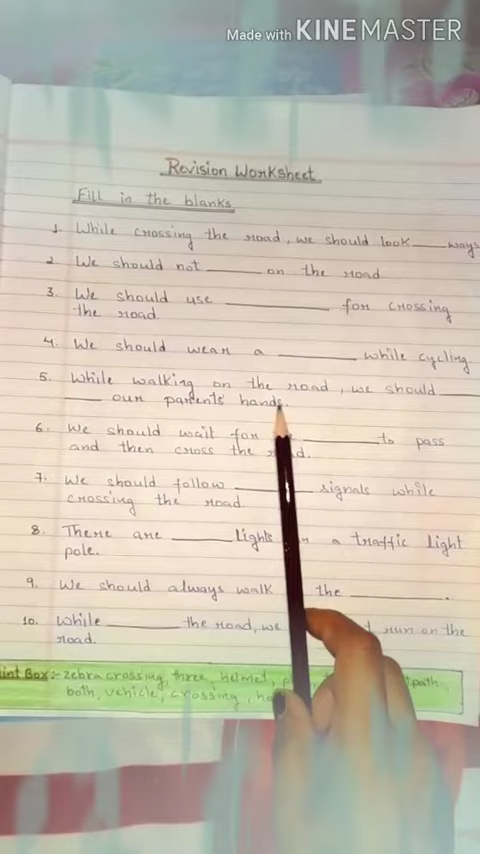 Made with KINEMASTER
Revision Worksheet
Fill in the blanks
1. While crossing the road, we should look ____ ways
2. We should not ____ on the road
3. We should use ____ for crossing
the road
4. We should wear a ____ while cycling
5. While walking on the road, we should ____
____ our parents' hands.
6. We should wait for ____ to pass
and then cross the road.
7. We should follow ____ signals while
crossing the road
8. There are ____ lights a traffic light
pole.
9. We should always walk the ____.
10. While ____ the road, we run on the
road.
Hint Box:- zebra crossing, three, helmet,
both, vehicle, crossing,